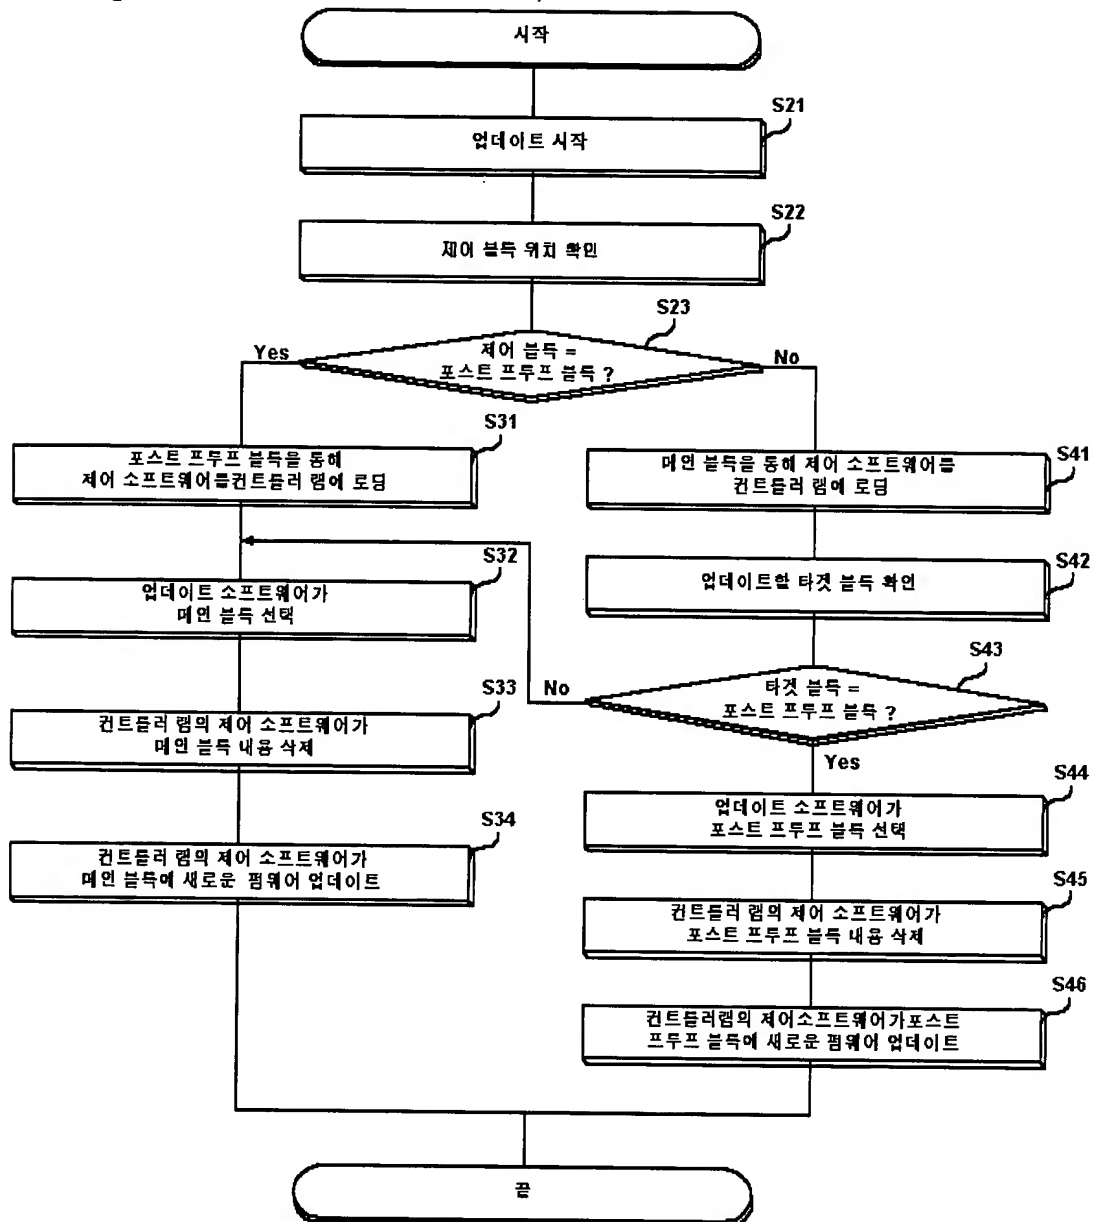 시작
S21
업데이트 시작
S22
제어 블록 위치 확인
S23
Yes
제어 블록 =
포스트 프루프 블록 ?
No
S31
포스트 프루프 블록을 통해
제어 소프트웨어를컨트롤러 램에 로딩
S32
업데이트 소프트웨어가
메인 블록 선택
S33
컨트롤러 램의 제어 소프트웨어가
메인 블록 내용 삭제
S34
컨트롤러 램의 제어 소프트웨어가
메인 블록에 새로운 펌웨어 업데이트
S41
메인 블록을 통해 제어 소프트웨어를
컨트롤러 램에 로딩
S42
업데이트할 타겟 블록 확인
S43
No
타겟 블록 =
포스트 프루프 블록 ?
Yes
S44
업데이트 소프트웨어가
포스트 프루프 블록 선택
S45
컨트롤러 램의 제어 소프트웨어가
포스트 프루프 블록 내용 삭제
S46
컨트롤러램의 제어소프트웨어가포스트
프루프 블록에 새로운 펌웨어 업데이트
끝